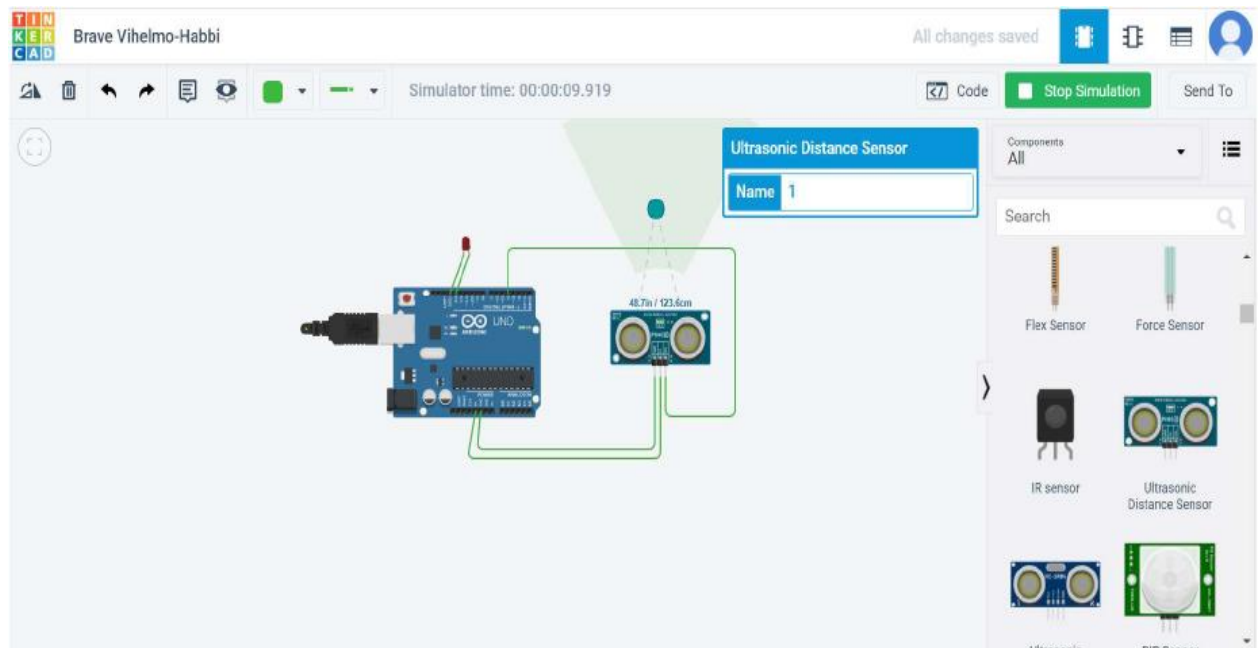 TIN
KER
CAD
Brave Vihelmo-Habbi
All changes saved
Simulator time: 00:00:09.919
Code
Stop Simulation
Send To
Ultrasonic Distance Sensor
Name 1
Components
All
Search
48.7in / 123.6cm
UNO
ARDUINO
Flex Sensor
Force Sensor
IR sensor
Ultrasonic
Distance Sensor